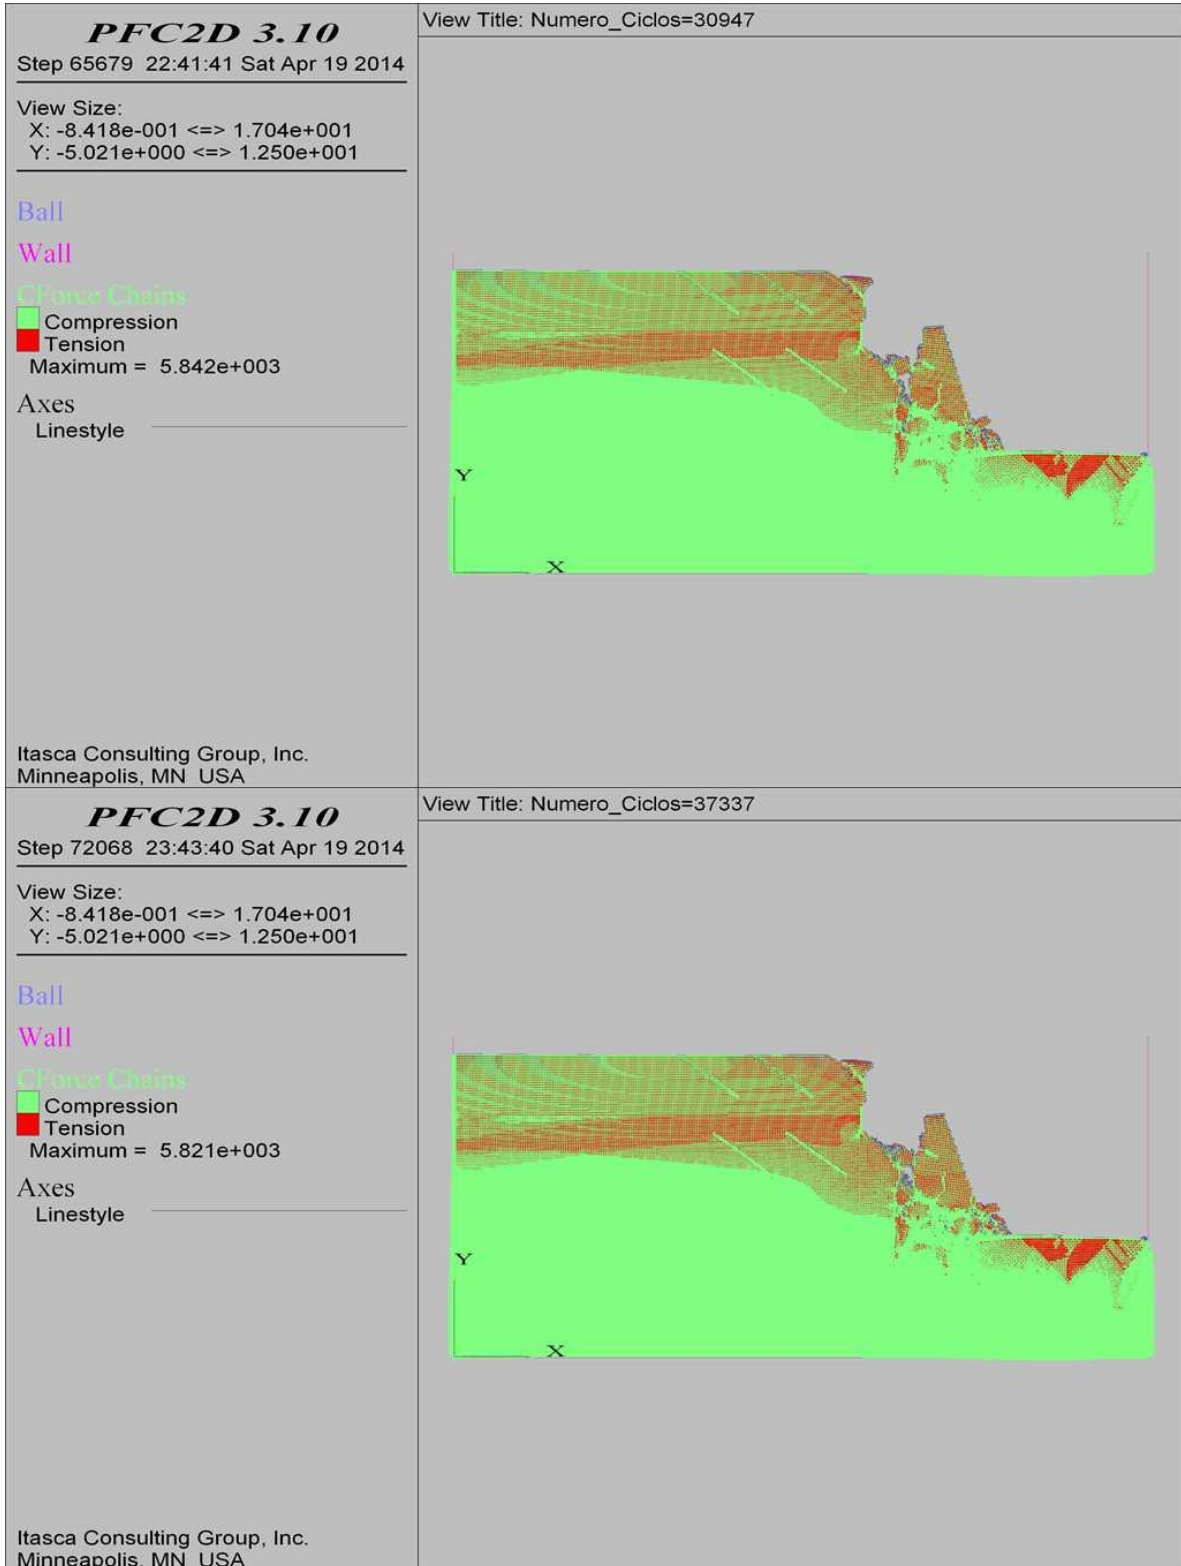 PFC2D 3.10
Step 65679 22:41:41 Sat Apr 19 2014
View Size:
X: -8.418e-001 <=> 1.704e+001
Y: -5.021e+000 <=> 1.250e+001
Ball
Wall
CForce Chains
Compression
Tension
Maximum = 5.842e+003
Axes
Linestyle
Itasca Consulting Group, Inc.
Minneapolis, MN USA
View Title: Numero_Ciclos=30947
Y
X
PFC2D 3.10
Step 72068 23:43:40 Sat Apr 19 2014
View Size:
X: -8.418e-001 <=> 1.704e+001
Y: -5.021e+000 <=> 1.250e+001
Ball
Wall
CForce Chains
Compression
Tension
Maximum = 5.821e+003
Axes
Linestyle
Itasca Consulting Group, Inc.
Minneapolis, MN USA
View Title: Numero_Ciclos=37337
Y
X